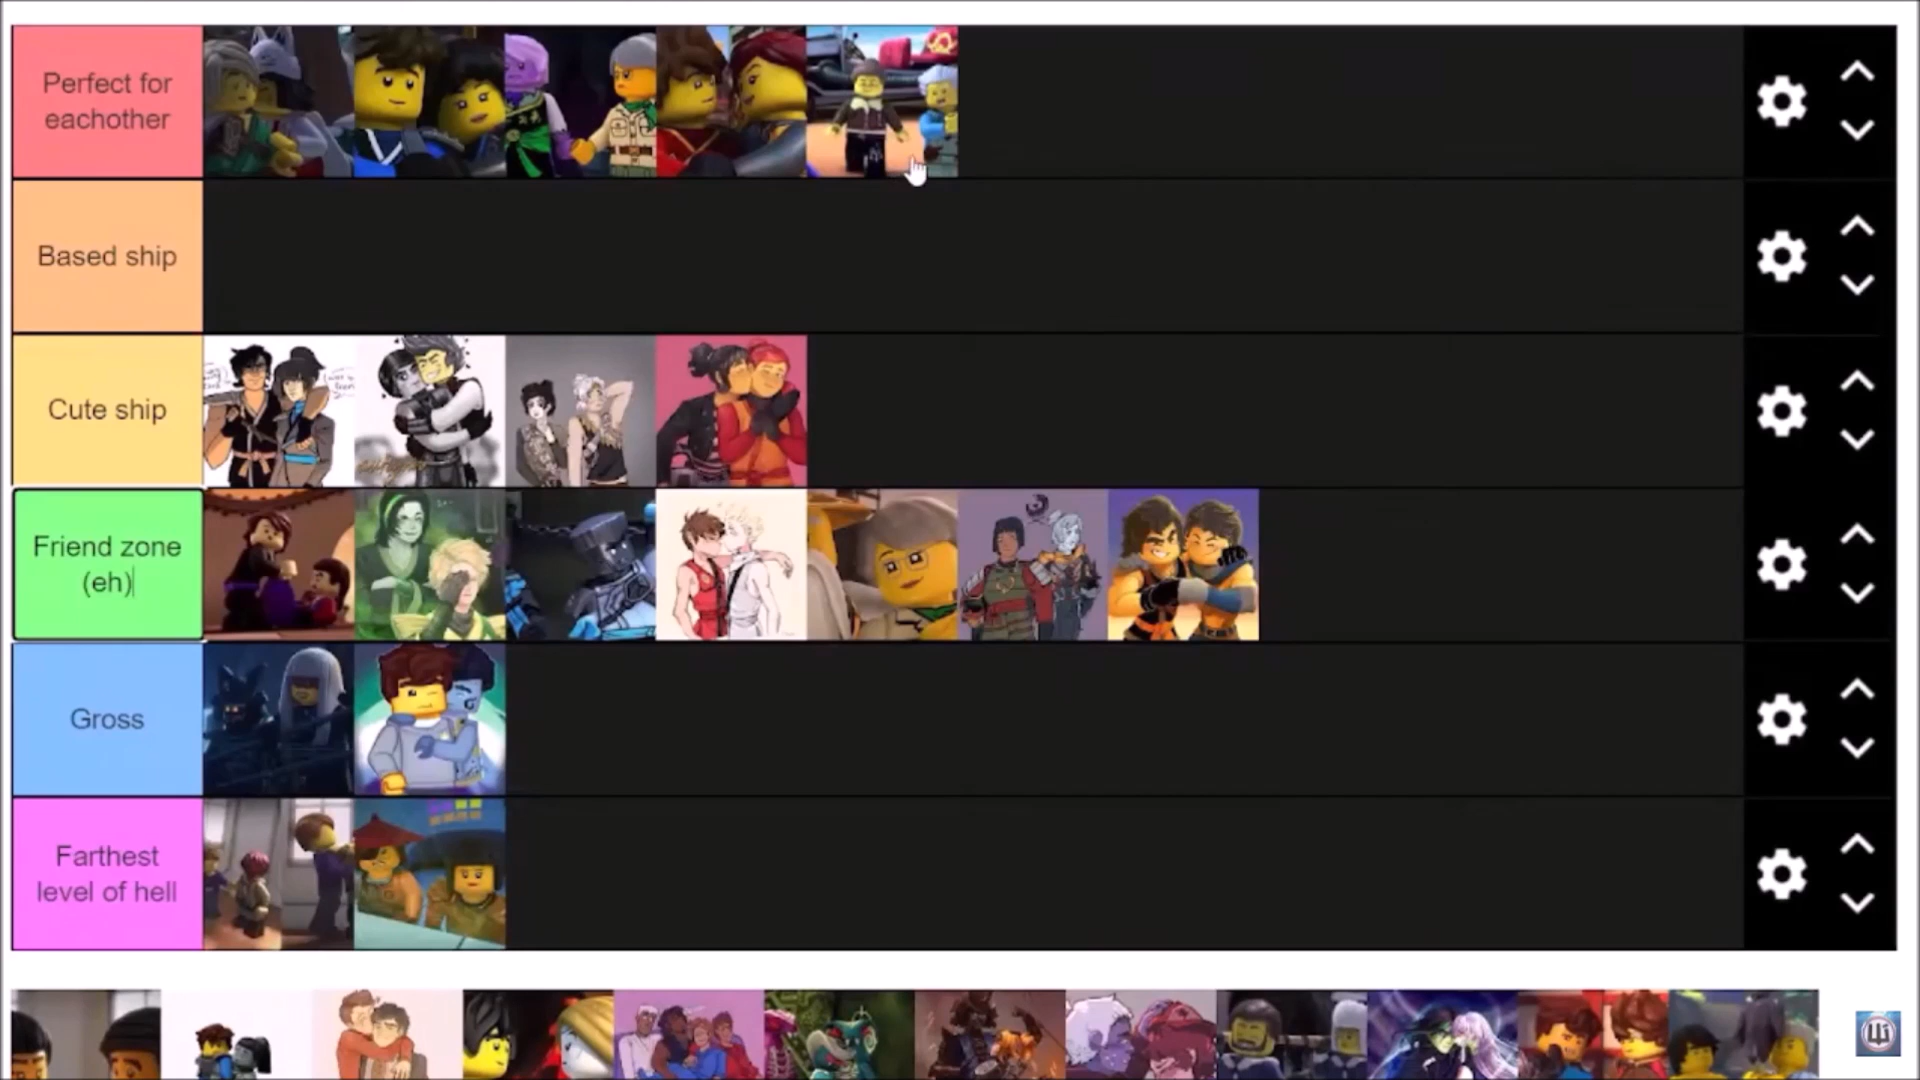 Perfect for
eachother
Based ship
Cute ship
Friend zone
(eh)
Gross
Farthest
level of hell